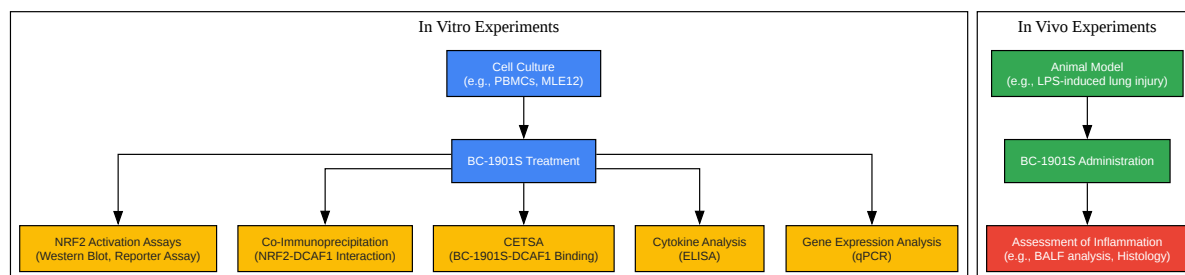 In Vitro Experiments
Cell Culture
(e.g., PBMCs, MLE12)
BC-1901S Treatment
NRF2 Activation Assays
(Western Blot, Reporter Assay)
Co-Immunoprecipitation
(NRF2-DCAF1 Interaction)
CETSA
(BC-1901S-DCAF1 Binding)
Cytokine Analysis
(ELISA)
Gene Expression Analysis
(qPCR)
In Vivo Experiments
Animal Model
(e.g., LPS-induced lung injury)
BC-1901S Administration
Assessment of Inflammation
(e.g., BALF analysis, Histology)